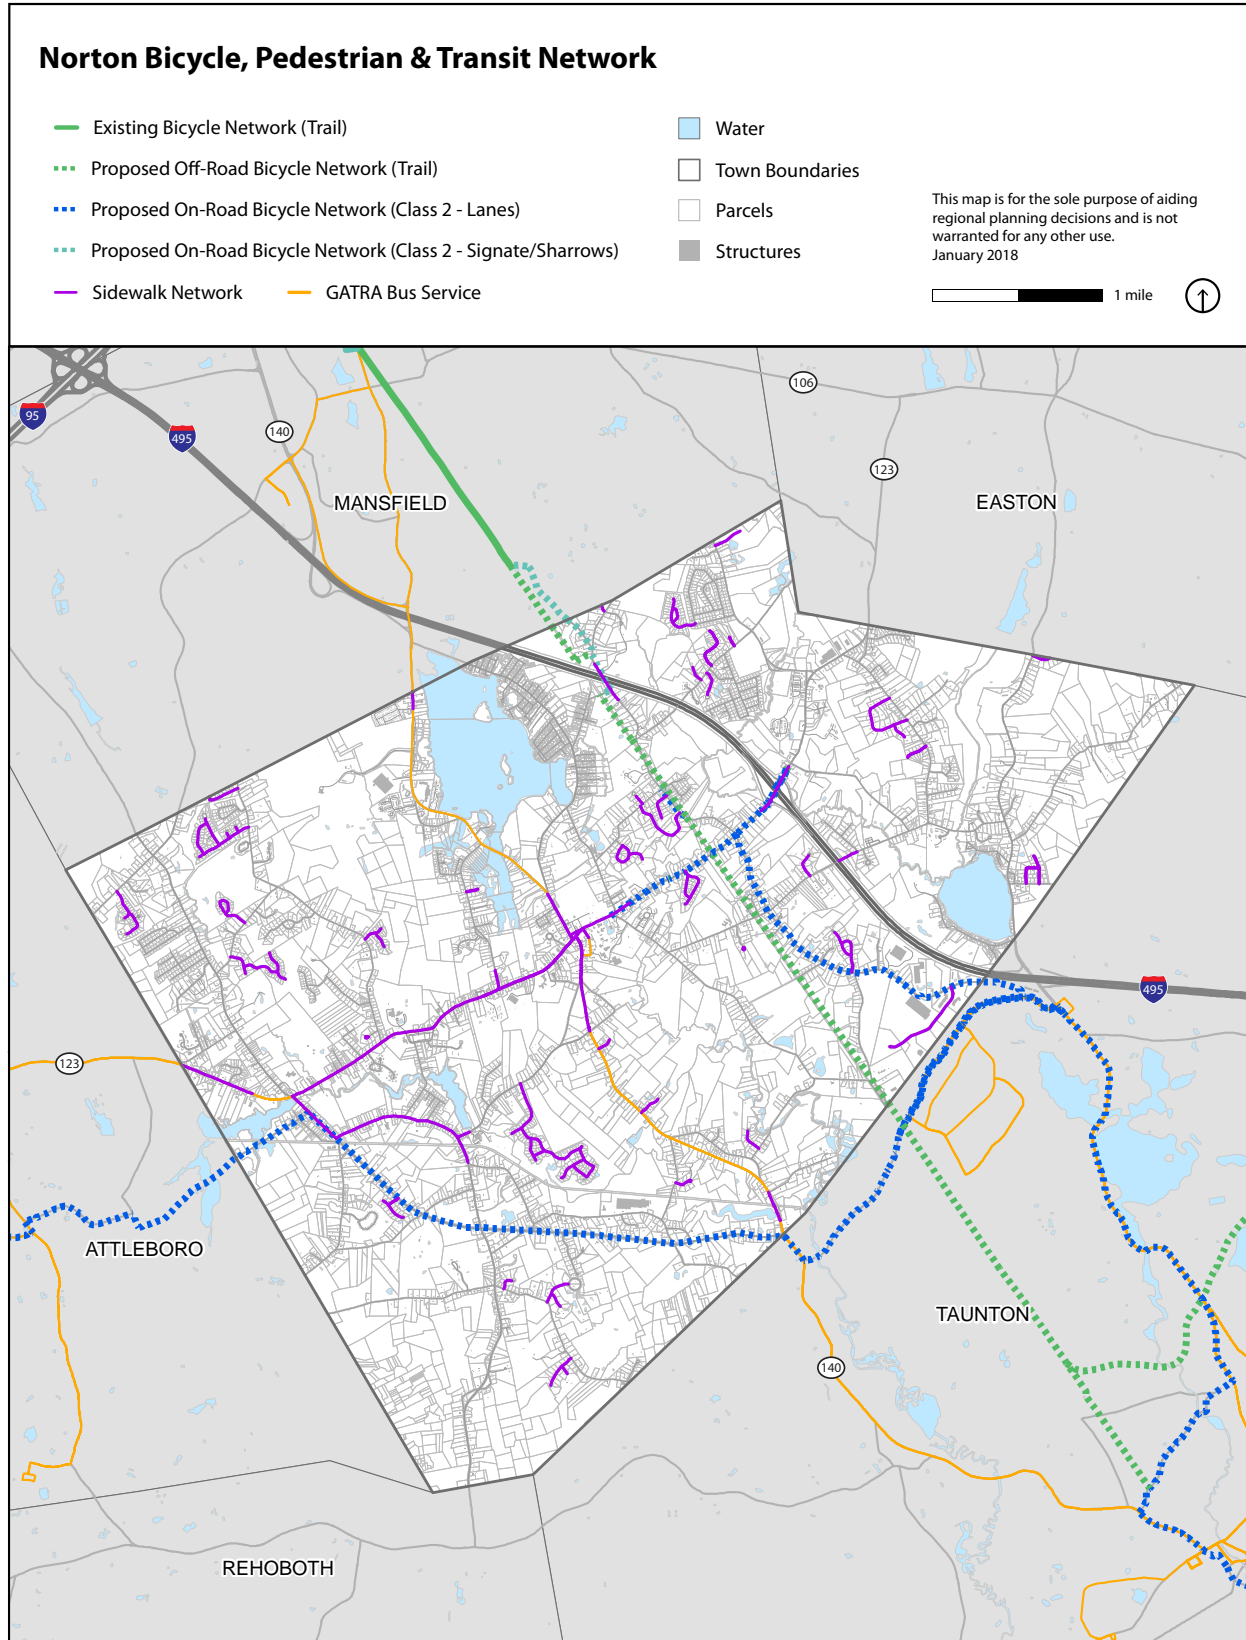 Norton Bicycle, Pedestrian & Transit Network
Existing Bicycle Network (Trail)
Proposed Off-Road Bicycle Network (Trail)
Proposed On-Road Bicycle Network (Class 2 - Lanes)
Proposed On-Road Bicycle Network (Class 2 - Signate/Sharrows)
Sidewalk Network
GATRA Bus Service
Water
Town Boundaries
Parcels
Structures
This map is for the sole purpose of aiding
regional planning decisions and is not
warranted for any other use.
January 2018
1 mile
106
95
140
495
123
MANSFIELD
EASTON
495
123
ATTLEBORO
TAUNTON
140
REHOBOTH